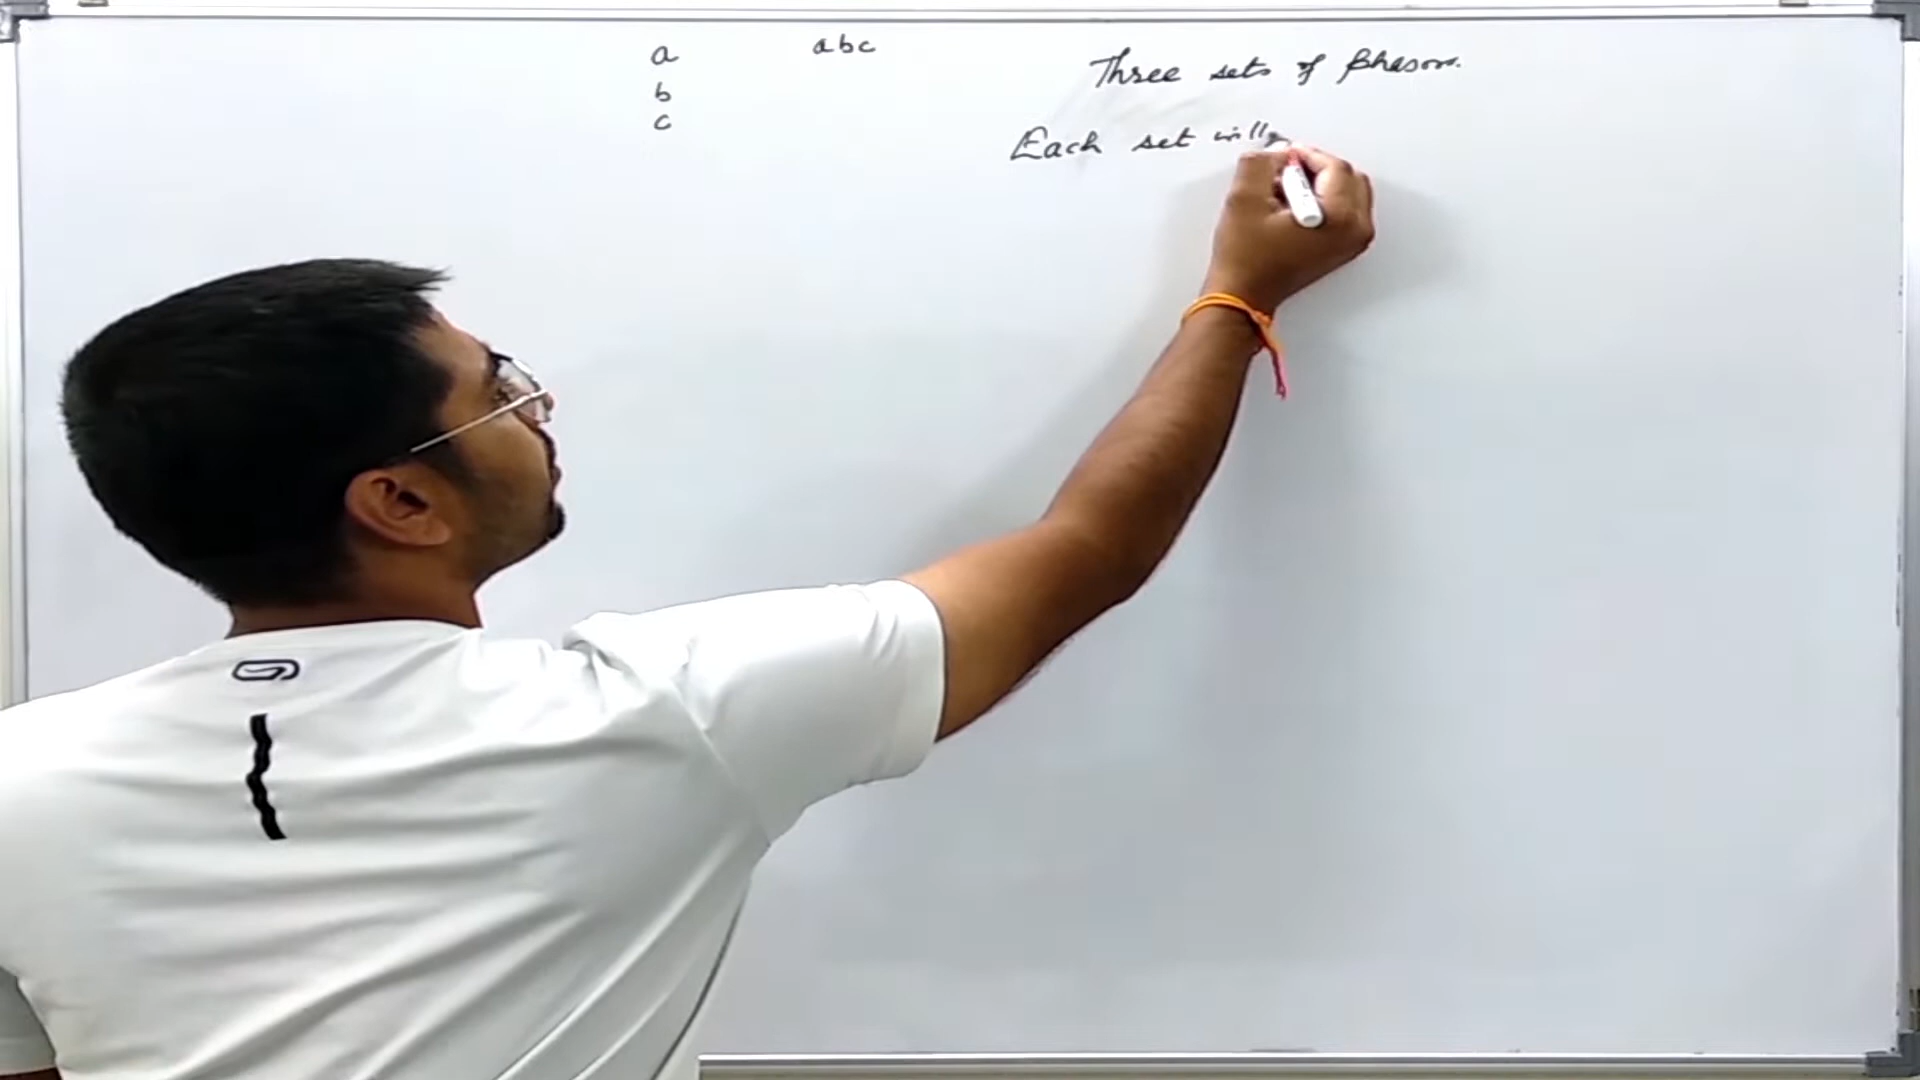 a
b
c
abc
Three sets of Phasors.
Each set will